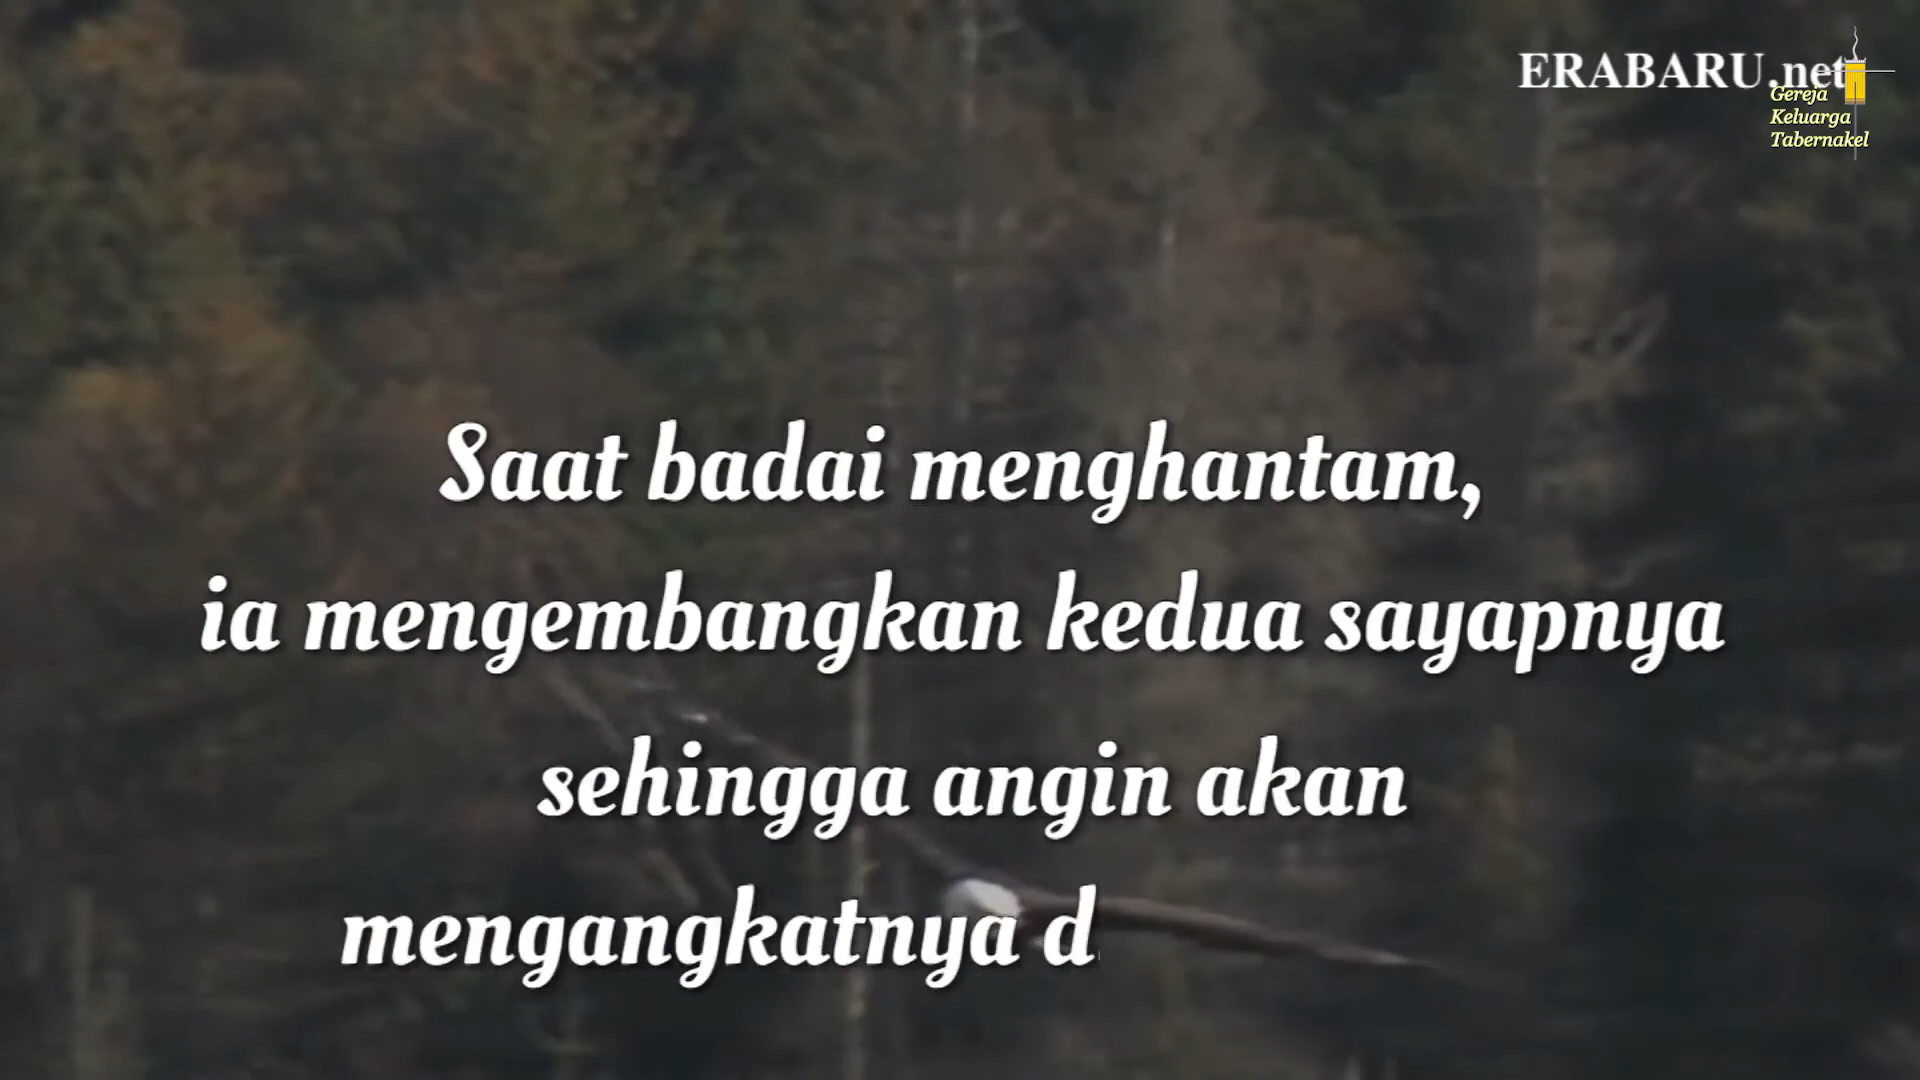 ERABARU.net
Gereja
Keluarga
Tabernakel
Saat badai menghantam,
ia mengembangkan kedua sayapnya
sehingga angin akan
mengangkatnya d